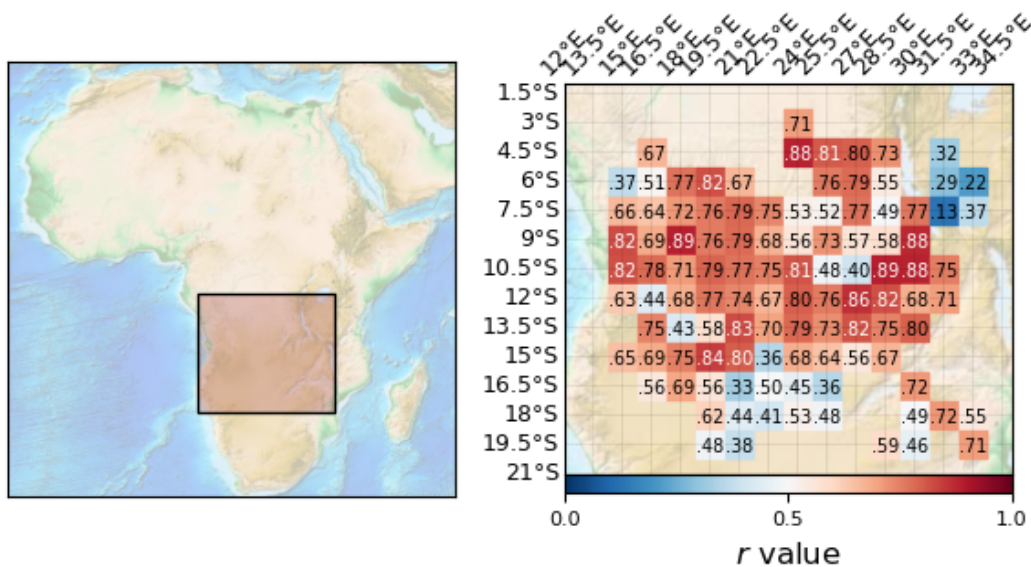 12°E 13.5°E 15°E 16.5°E 18°E 19.5°E 21°E 22.5°E 24°E 25.5°E 27°E 28.5°E 30°E 31.5°E 33°E 34.5°E
1.5°S
3°S .71
4.5°S .67 .88 .81 .80 .73 .32
6°S .37 .51 .77 .82 .67 .76 .79 .55 .29 .22
7.5°S .66 .64 .72 .76 .79 .75 .53 .52 .77 .49 .77 .13 .37
9°S .82 .69 .89 .76 .79 .68 .56 .73 .57 .58 .88
10.5°S .82 .78 .71 .79 .77 .75 .81 .48 .40 .89 .88 .75
12°S .63 .44 .68 .77 .74 .67 .80 .76 .86 .82 .68 .71
13.5°S .75 .43 .58 .83 .70 .79 .73 .82 .75 .80
15°S .65 .69 .75 .84 .80 .36 .68 .64 .56 .67
16.5°S .56 .69 .56 .33 .50 .45 .36 .72
18°S .62 .44 .41 .53 .48 .49 .72 .55
19.5°S .48 .38 .59 .46 .71
21°S
0.0 0.5 1.0
r value